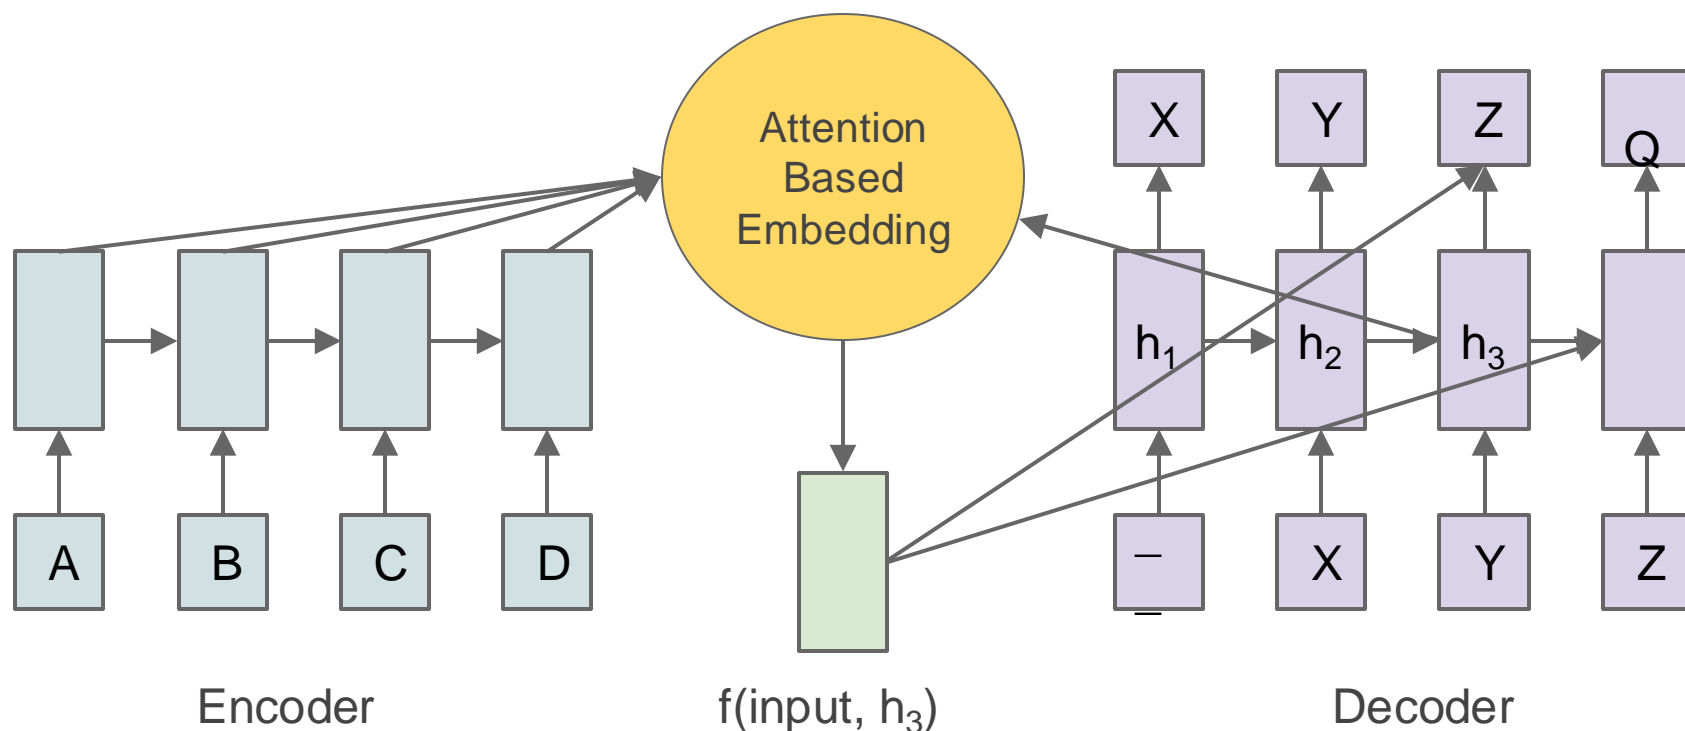 Attention
Based
Embedding
X Y Z Q
h₁ h₂ h₃
A B C D
_ X Y Z
_
Encoder f(input, h₃) Decoder